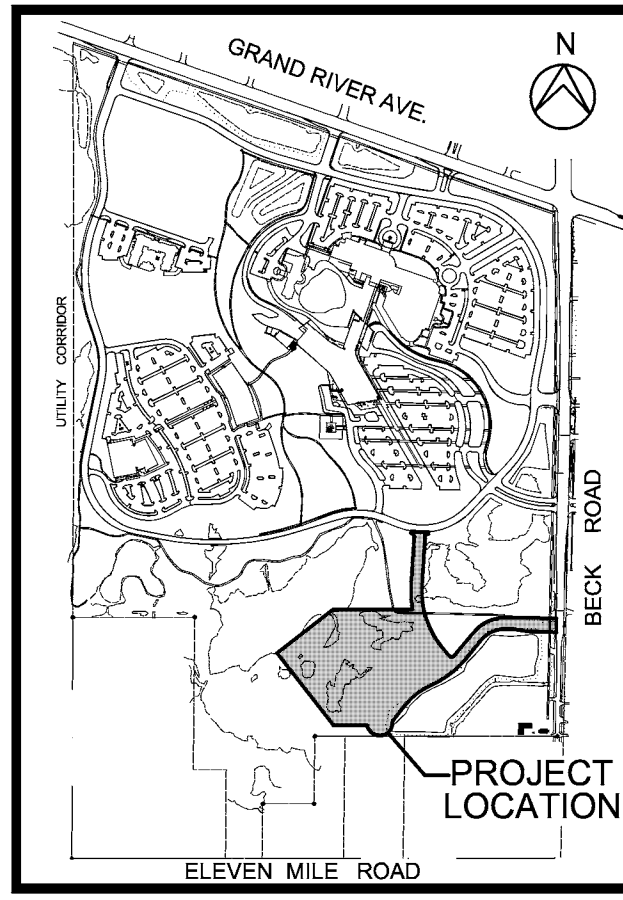 GRAND RIVER AVE.
N
UTILITY CORRIDOR
BECK ROAD
PROJECT
LOCATION
ELEVEN MILE ROAD